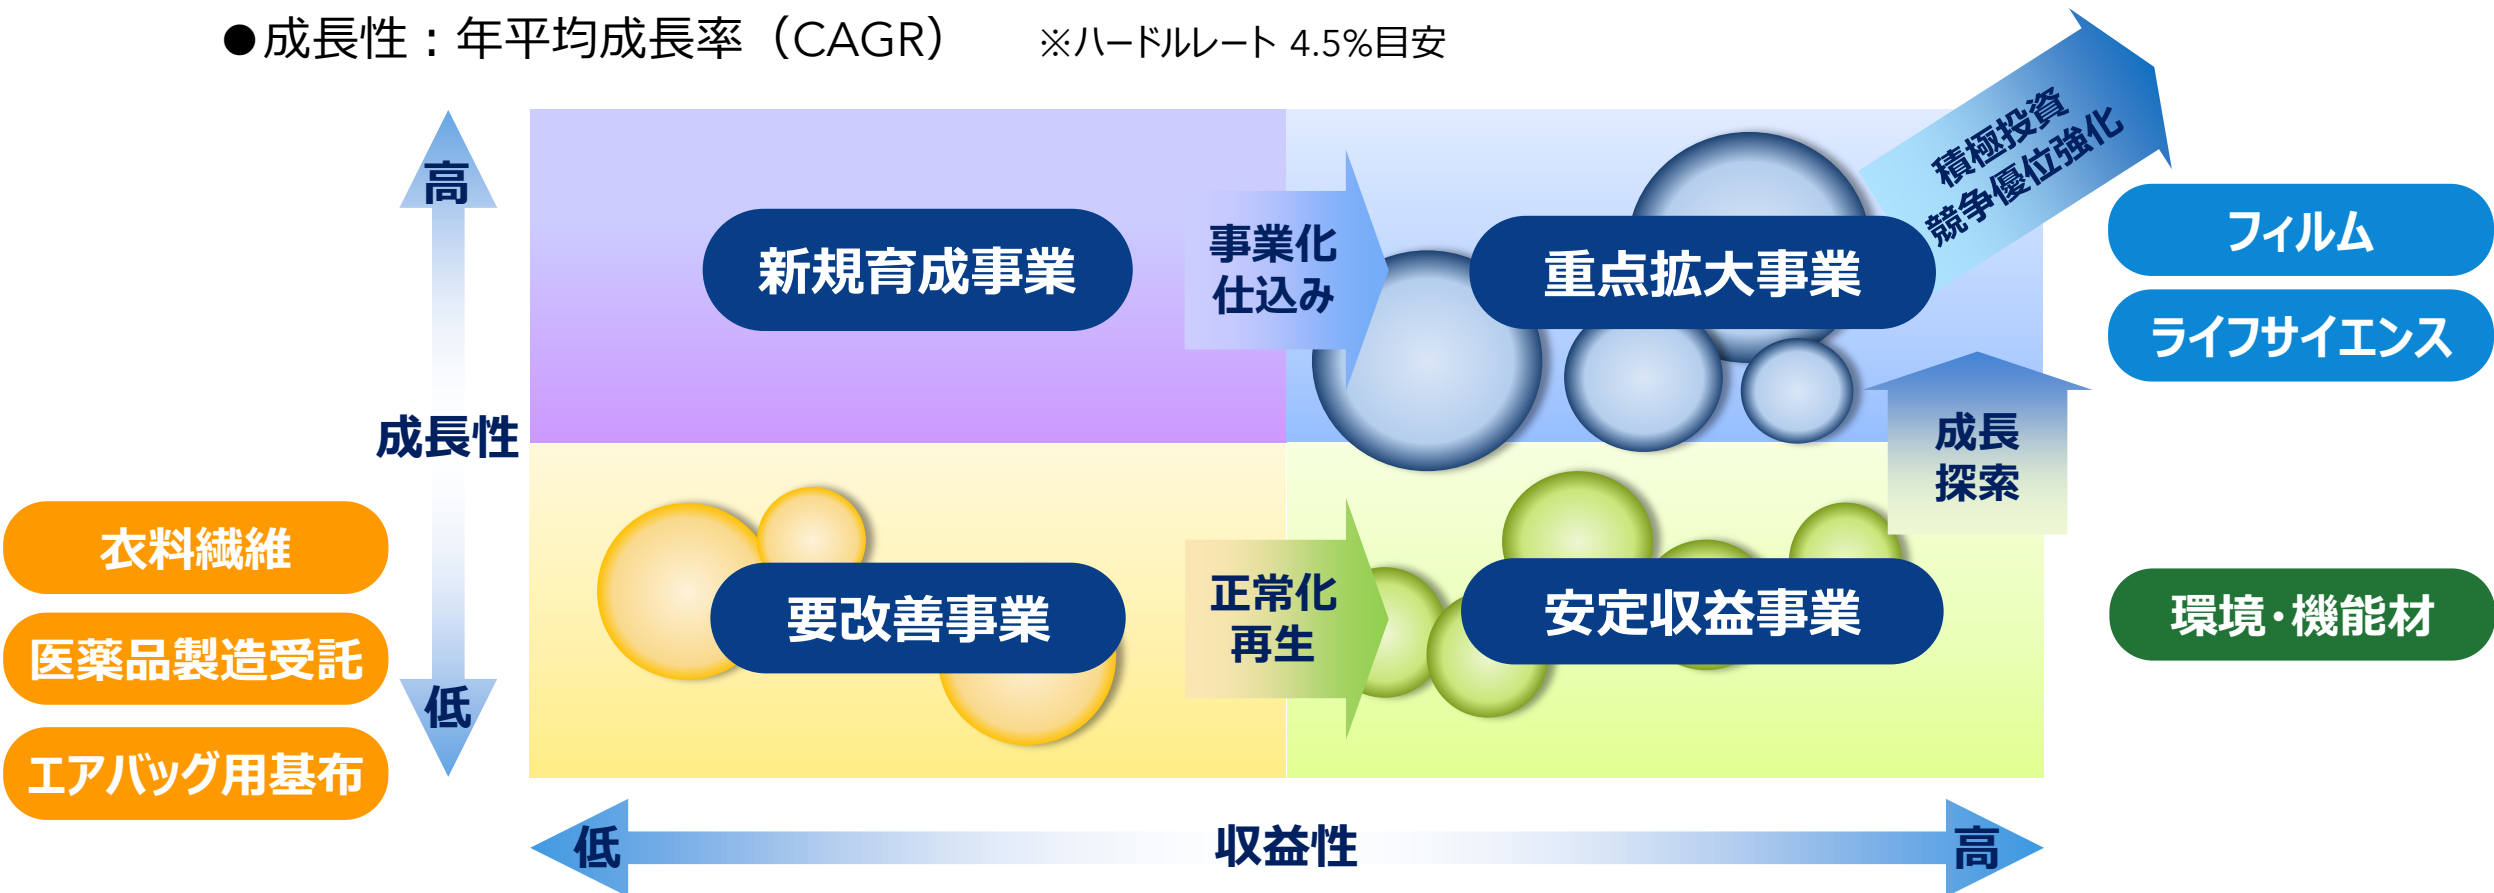 ●成長性：年平均成長率（CAGR）
※ハードルレート 4.5%目安
高
成長性
低
新規育成事業
事業化
仕込み
重点拡大事業
積極投資
競争優位強化
フィルム
ライフサイエンス
成長
探索
衣料繊維
医薬品製造受託
エアバッグ用基布
要改善事業
正常化
再生
安定収益事業
環境・機能材
低
収益性
高